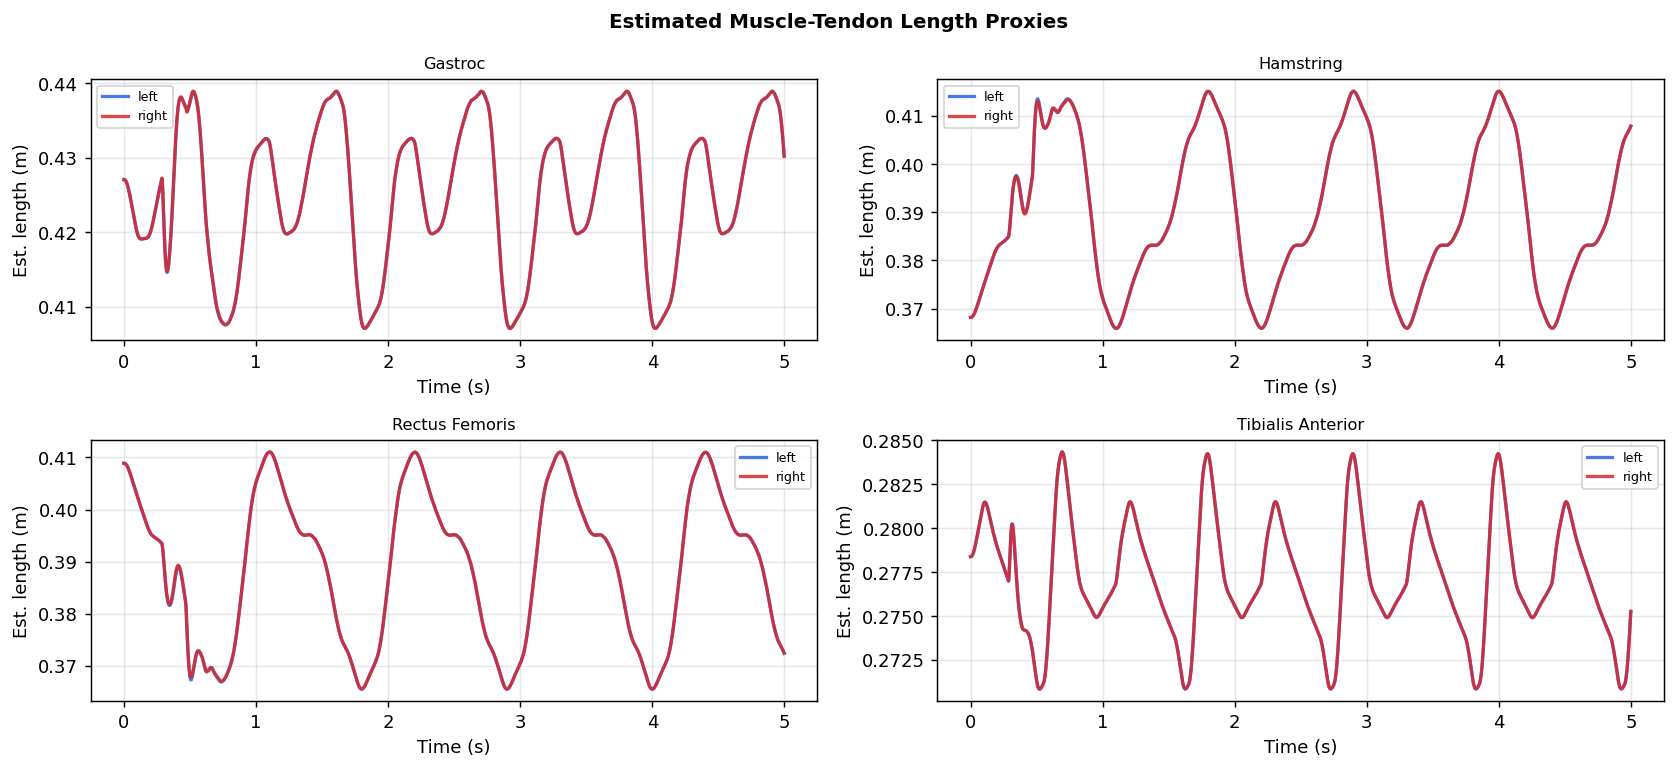 Estimated Muscle-Tendon Length Proxies
Gastroc
Est. length (m)
0.44
0.43
0.42
0.41
left
right
0 1 2 3 4 5
Time (s)
Hamstring
Est. length (m)
0.41
0.40
0.39
0.38
0.37
left
right
0 1 2 3 4 5
Time (s)
Rectus Femoris
Est. length (m)
0.41
0.40
0.39
0.38
0.37
left
right
0 1 2 3 4 5
Time (s)
Tibialis Anterior
Est. length (m)
0.2850
0.2825
0.2800
0.2775
0.2750
0.2725
left
right
0 1 2 3 4 5
Time (s)